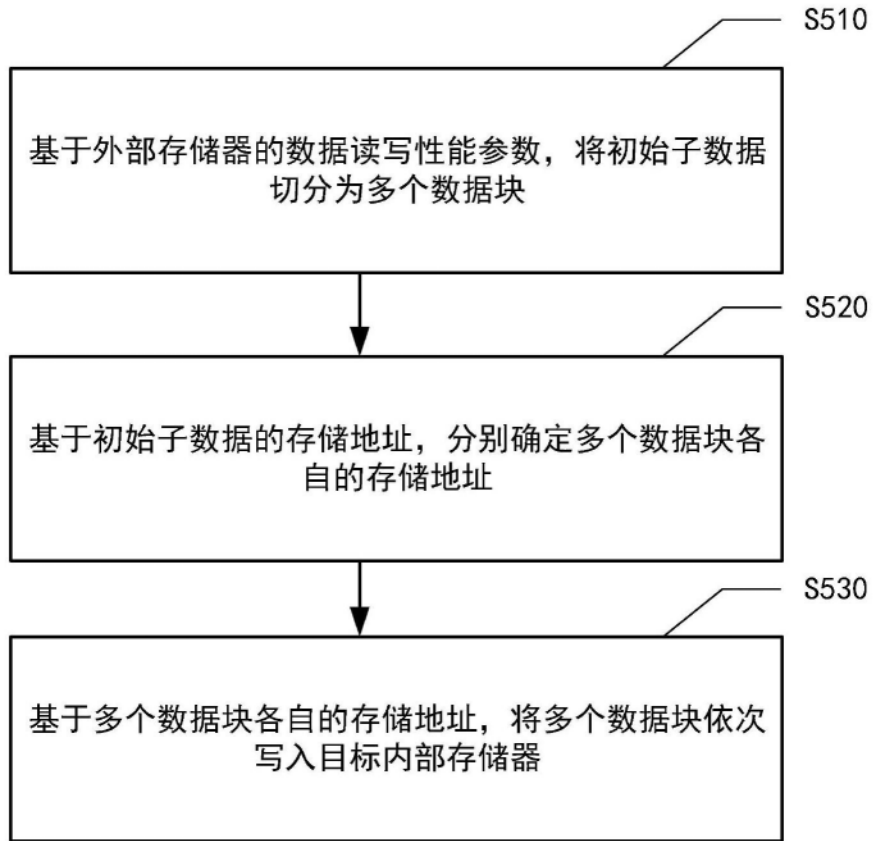 S510
基于外部存储器的数据读写性能参数，将初始子数据
切分为多个数据块
S520
基于初始子数据的存储地址，分别确定多个数据块各
自的存储地址
S530
基于多个数据块各自的存储地址，将多个数据块依次
写入目标内部存储器